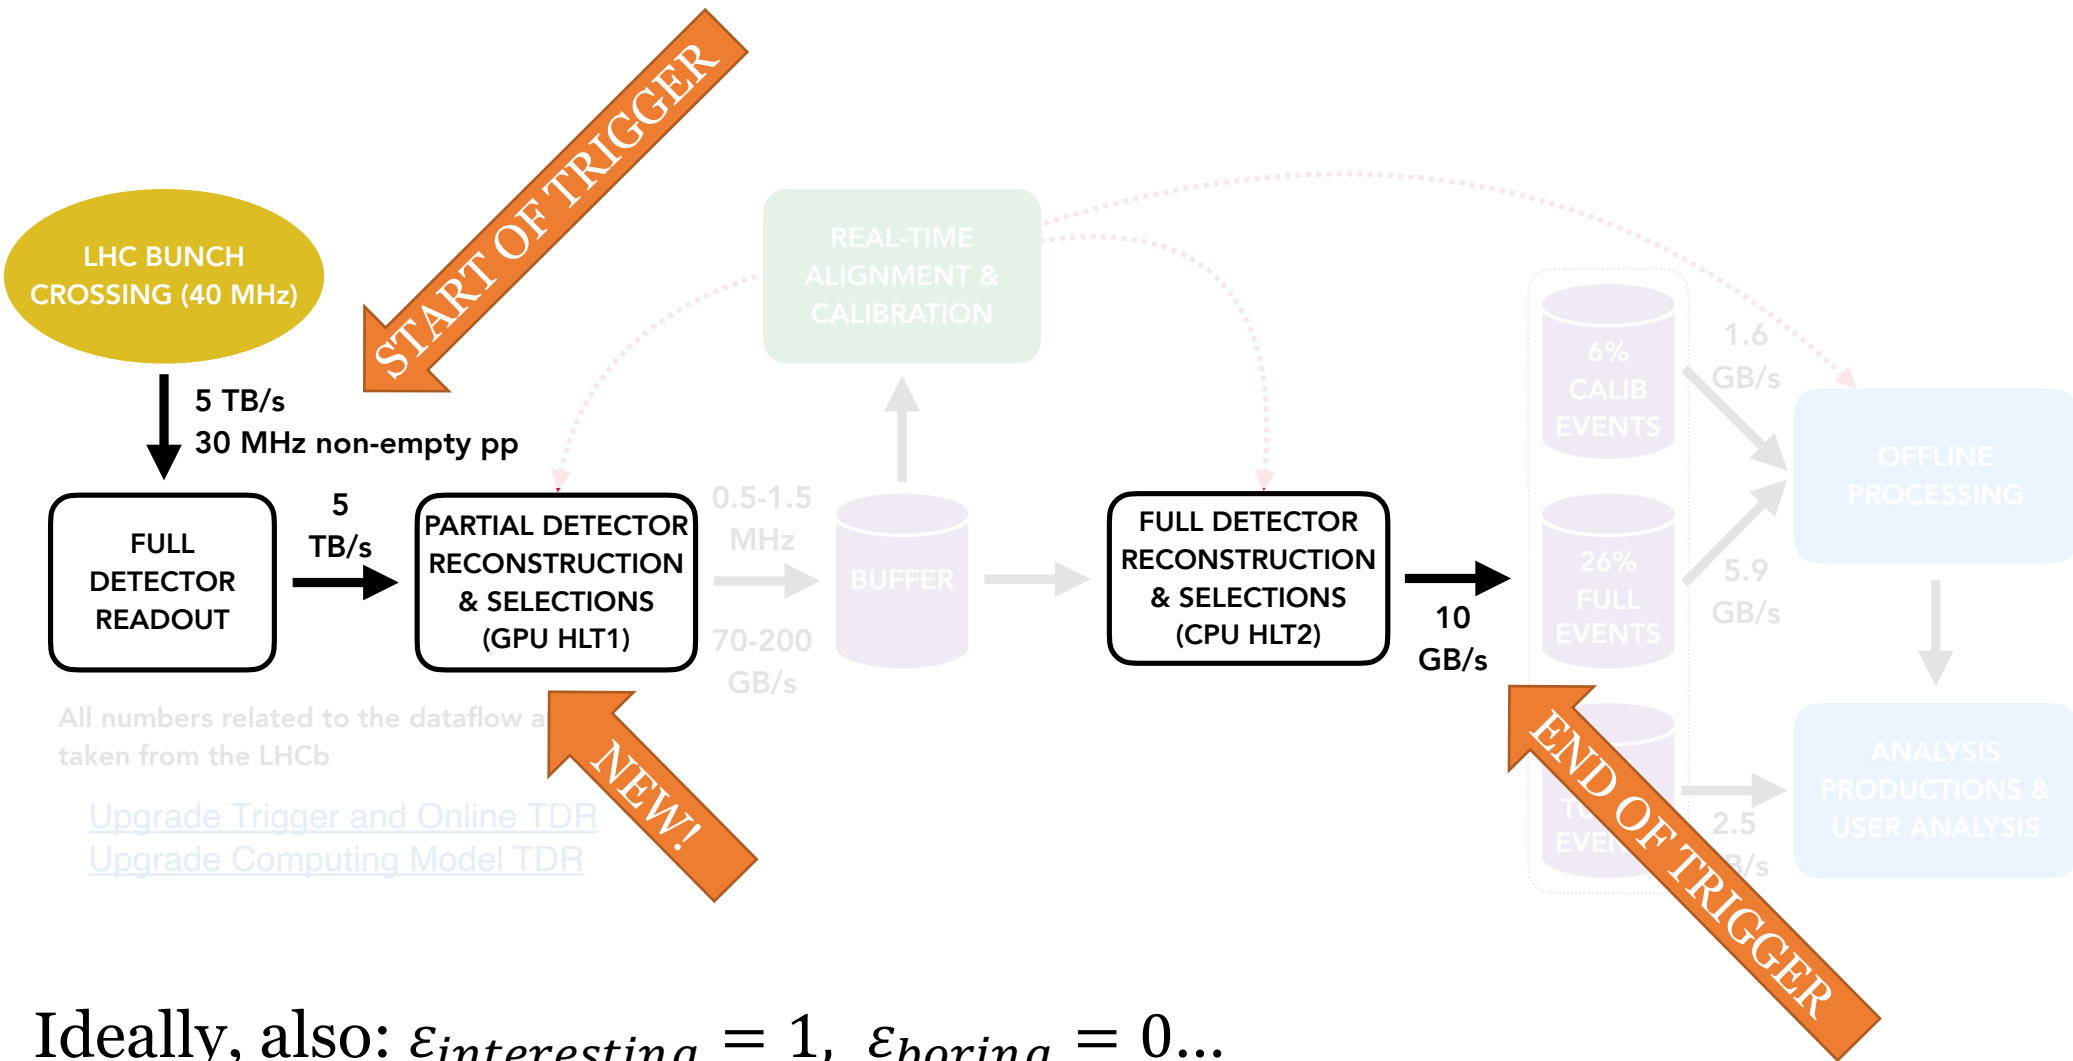 START OF TRIGGER
LHC BUNCH
CROSSING (40 MHz)
5 TB/s
30 MHz non-empty pp
FULL
DETECTOR
READOUT
5
TB/s
PARTIAL DETECTOR
RECONSTRUCTION
& SELECTIONS
(GPU HLT1)
0.5-1.5
MHz
70-200
GB/s
BUFFER
REAL-TIME
ALIGNMENT &
CALIBRATION
FULL DETECTOR
RECONSTRUCTION
& SELECTIONS
(CPU HLT2)
10
GB/s
6%
CALIB
EVENTS
26%
FULL
EVENTS
1.6
GB/s
5.9
GB/s
2.5
OFFLINE
PROCESSING
ANALYSIS
PRODUCTIONS &
USER ANALYSIS
END OF TRIGGER
NEW!
All numbers related to the dataflow
taken from the LHCb
Upgrade Trigger and Online TDR
Upgrade Computing Model TDR
Ideally, also: ε_interesting = 1, ε_boring = 0...